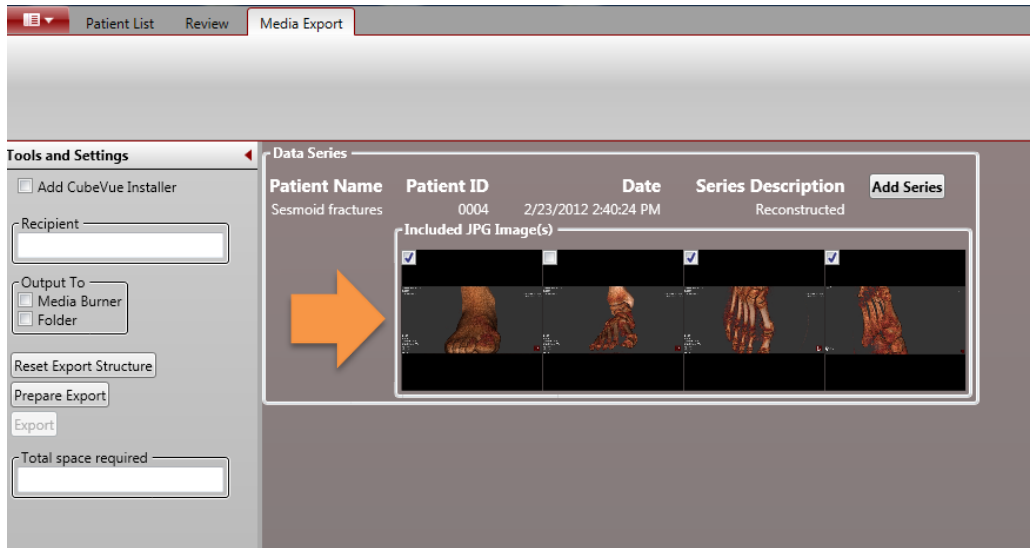 Patient List Review Media Export
Tools and Settings
Add CubeVue Installer
Recipient
Output To
Media Burner
Folder
Reset Export Structure
Prepare Export
Export
Total space required
Data Series
Patient Name Patient ID Date Series Description Add Series
Sesmoid fractures 0004 2/23/2012 2:40:24 PM Reconstructed
Included JPG Image(s)